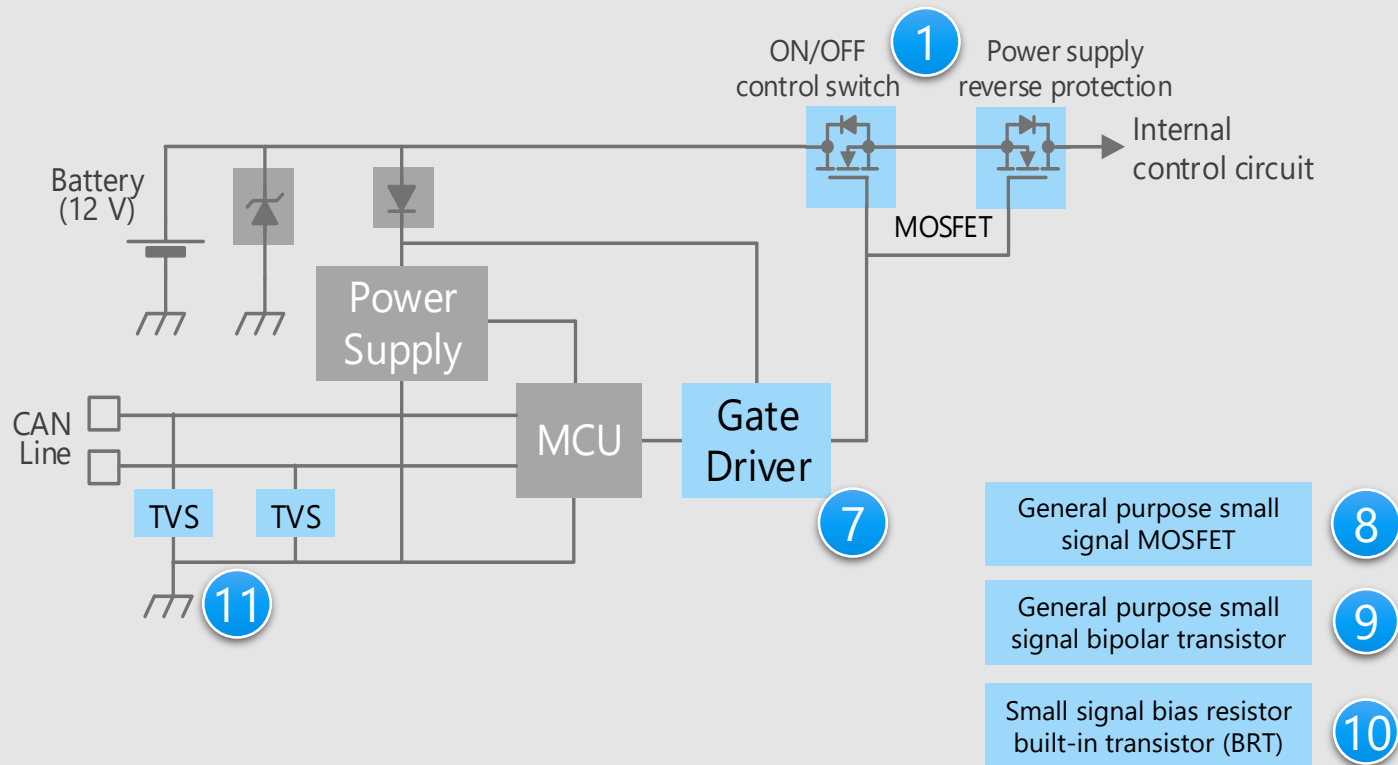 1
ON/OFF
control switch
Power supply
reverse protection
Internal
control circuit
Battery
(12 V)
MOSFET
Power
Supply
CAN
Line
MCU
Gate
Driver
TVS
TVS
7
11
General purpose small
signal MOSFET
8
General purpose small
signal bipolar transistor
9
Small signal bias resistor
built-in transistor (BRT)
10